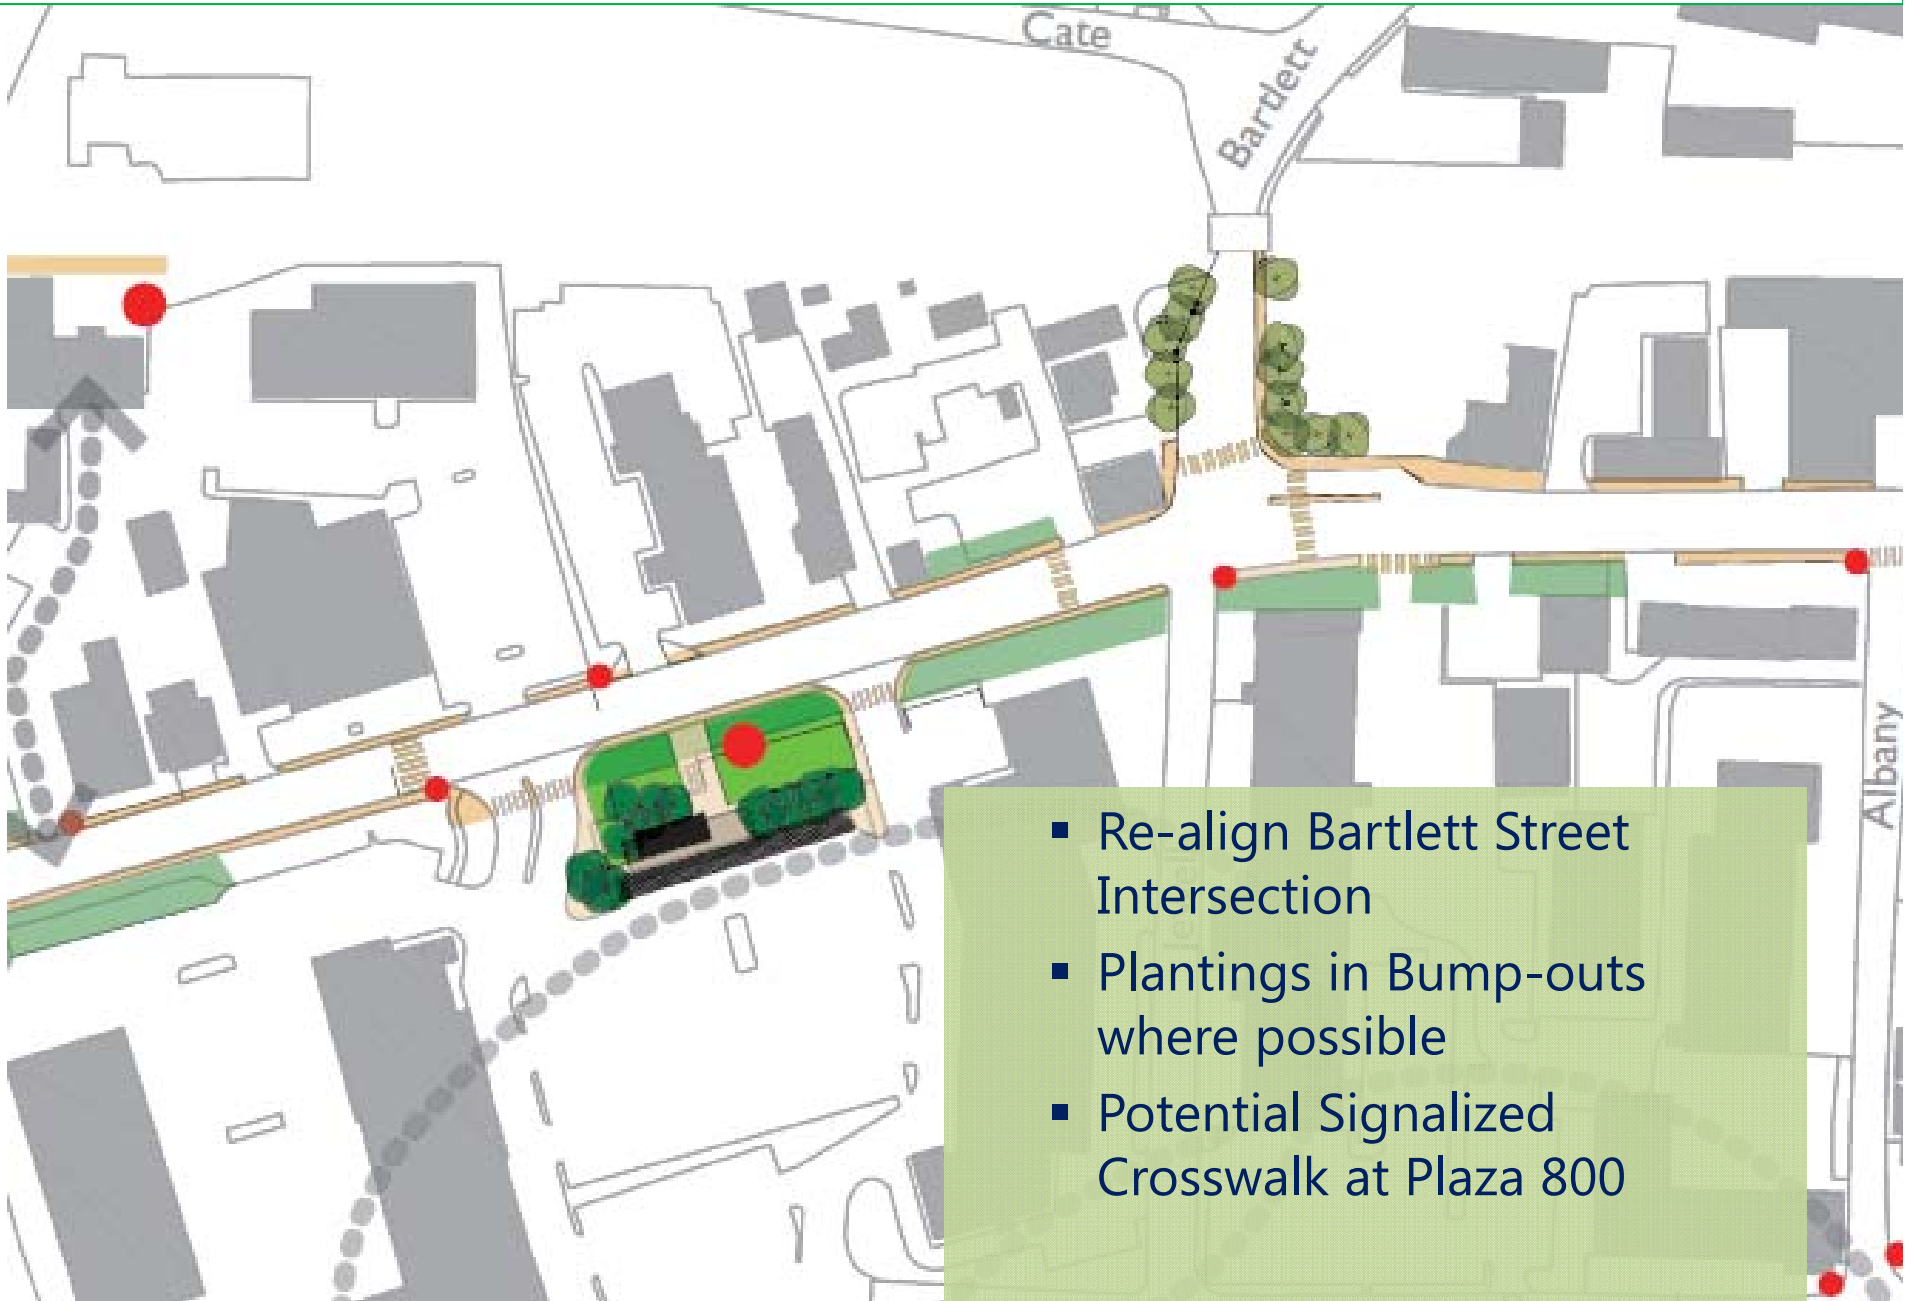 Cate
Bartlett
Albany
▪ Re-align Bartlett Street
Intersection
▪ Plantings in Bump-outs
where possible
▪ Potential Signalized
Crosswalk at Plaza 800